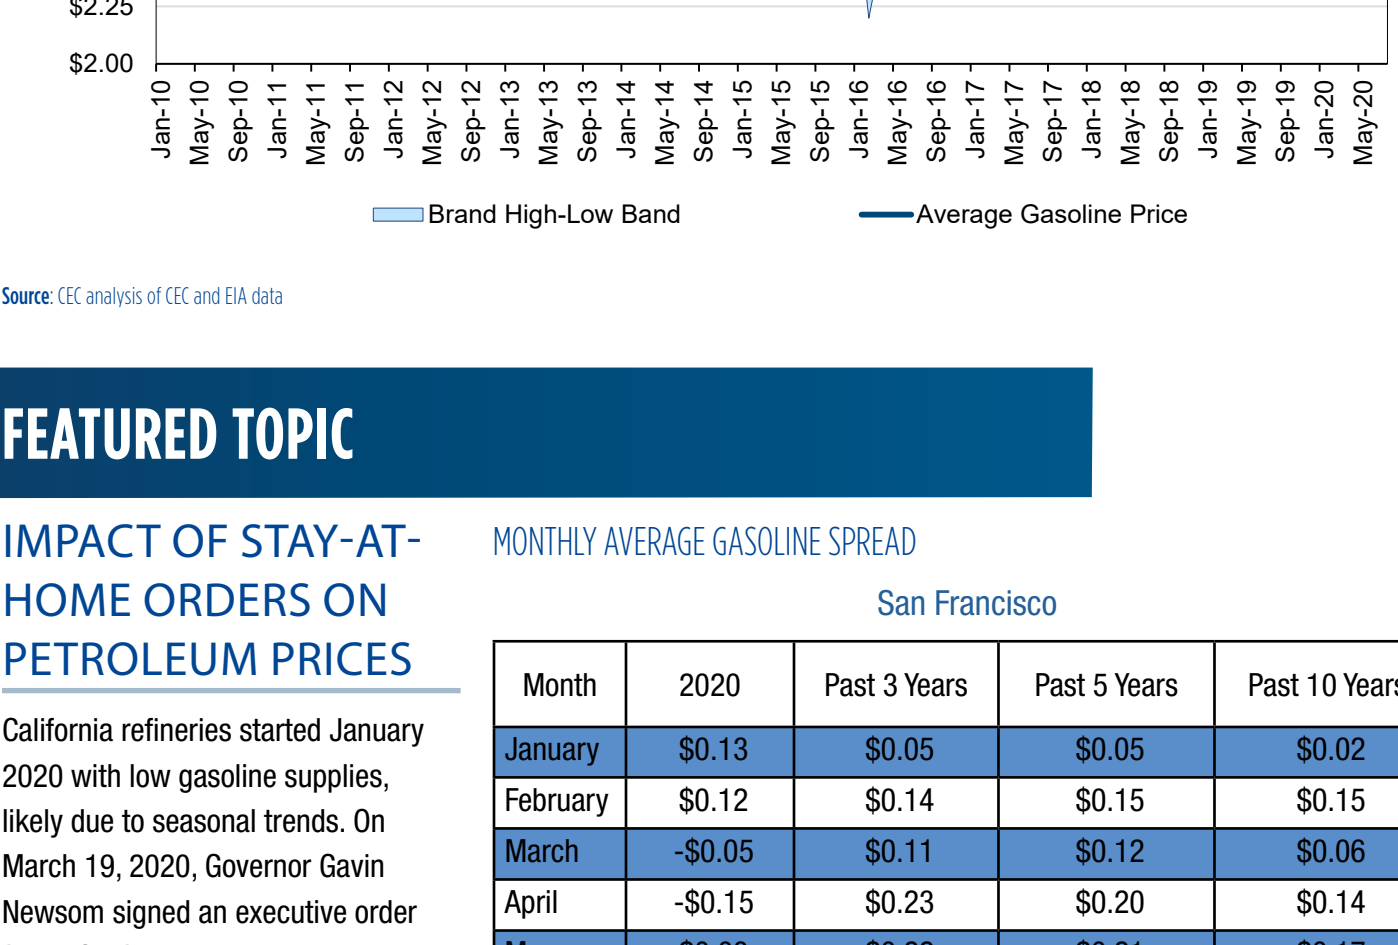 $2.25
$2.00
Jan-10 May-10 Sep-10 Jan-11 May-11 Sep-11 Jan-12 May-12 Sep-12 Jan-13 May-13 Sep-13 Jan-14 May-14 Sep-14 Jan-15 May-15 Sep-15 Jan-16 May-16 Sep-16 Jan-17 May-17 Sep-17 Jan-18 May-18 Sep-18 Jan-19 May-19 Sep-19 Jan-20 May-20
Brand High-Low Band Average Gasoline Price
Source: CEC analysis of CEC and EIA data
FEATURED TOPIC
IMPACT OF STAY-AT-
HOME ORDERS ON
PETROLEUM PRICES
California refineries started January
2020 with low gasoline supplies,
likely due to seasonal trends. On
March 19, 2020, Governor Gavin
Newsom signed an executive order
MONTHLY AVERAGE GASOLINE SPREAD
San Francisco
Month 2020 Past 3 Years Past 5 Years Past 10 Years
January $0.13 $0.05 $0.05 $0.02
February $0.12 $0.14 $0.15 $0.15
March -$0.05 $0.11 $0.12 $0.06
April -$0.15 $0.23 $0.20 $0.14